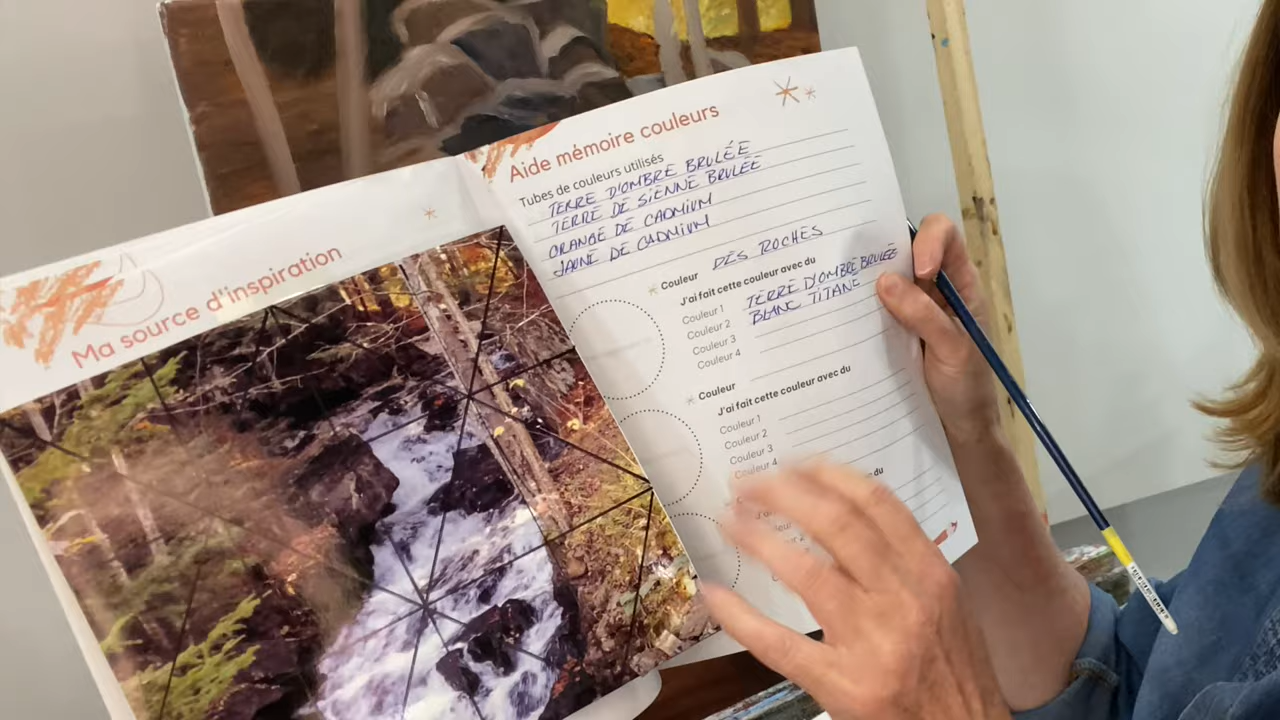 Ma source d'inspiration
Aide mémoire couleurs
Tubes de couleurs utilisés
TERRE D'OMBRE BRULÉE
TERRE DE SIENNE BRULÉE
ORANGE DE CADMIUM
JAUNE DE CADMIUM
Couleur DES ROCHES
J'ai fait cette couleur avec du
Couleur 1 TERRE D'OMBRE BRULÉE
Couleur 2 BLANC TITANE
Couleur 3
Couleur 4
Couleur
J'ai fait cette couleur avec du
Couleur 1
Couleur 2
Couleur 3
Couleur 4
du